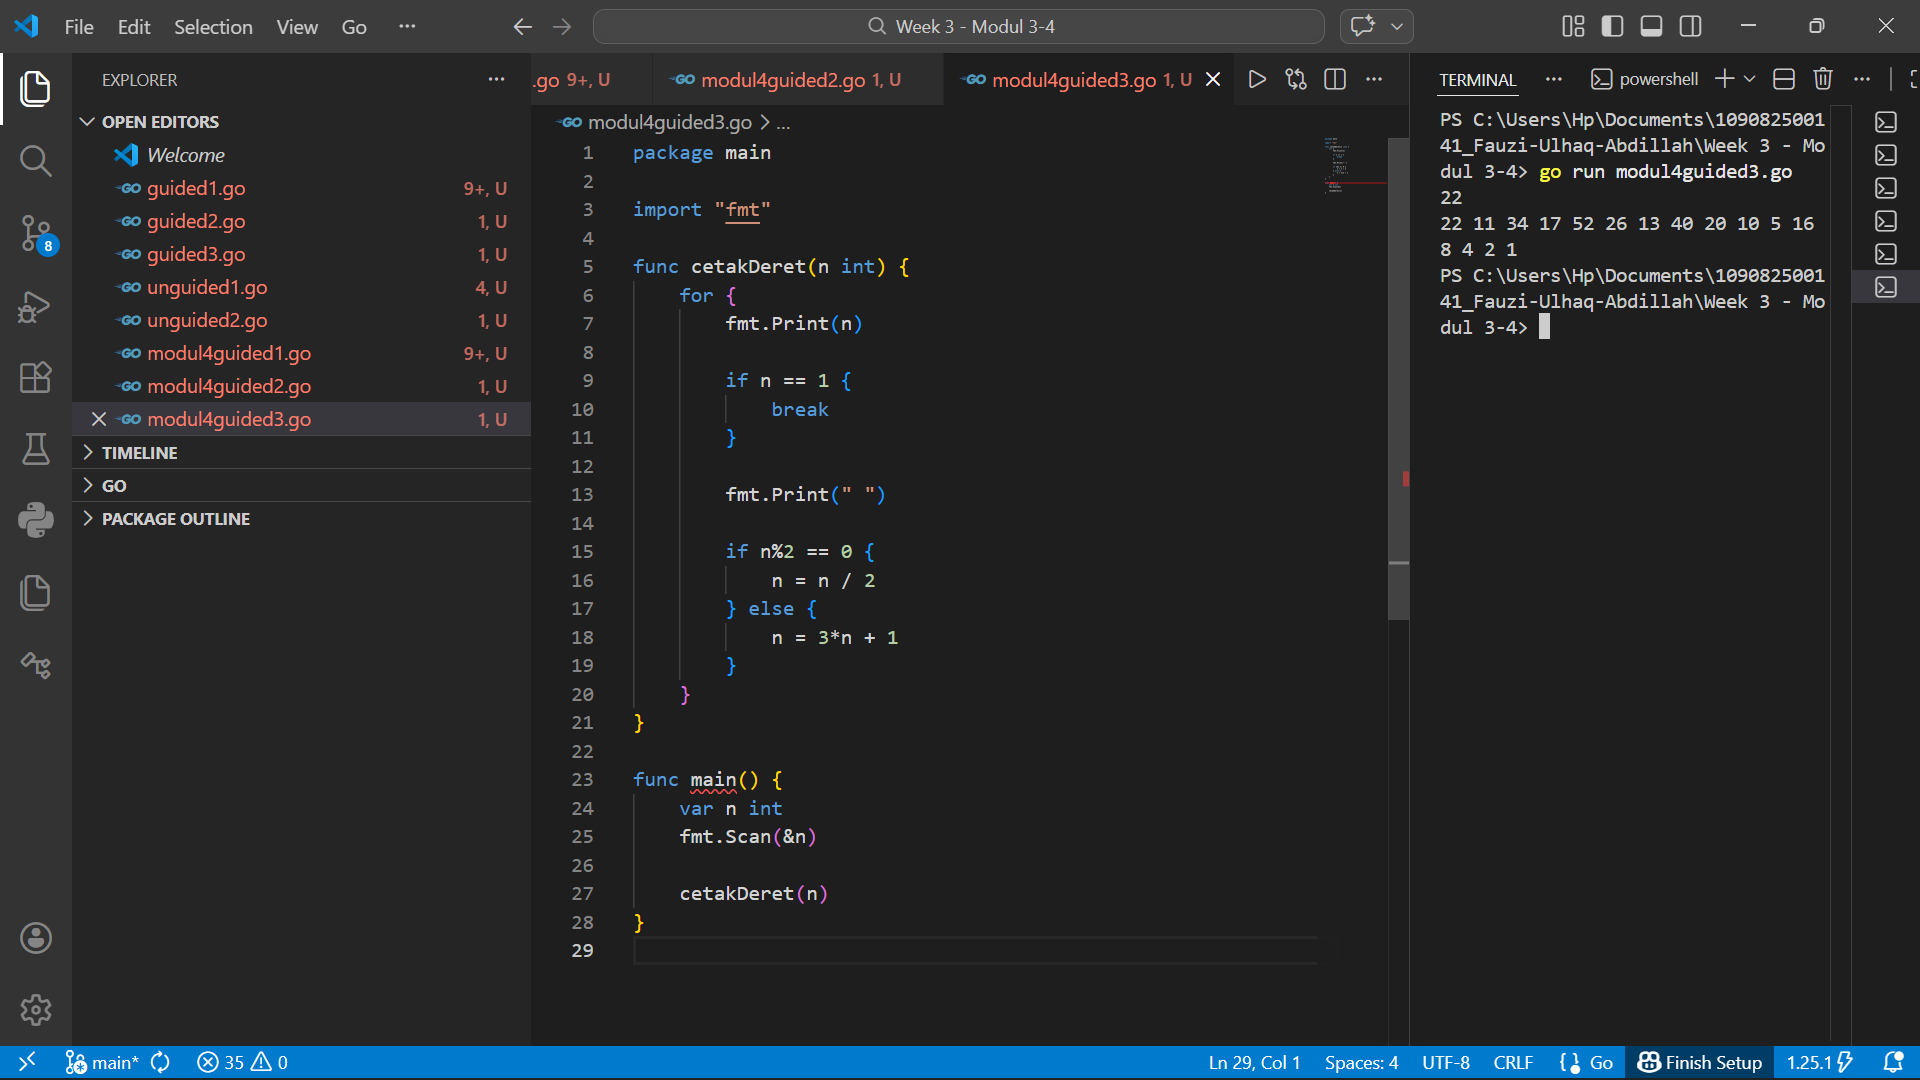 File Edit Selection View Go ··· Week 3 - Modul 3-4
EXPLORER ···
OPEN EDITORS
Welcome
guided1.go 9+, U
guided2.go 1, U
guided3.go 1, U
unguided1.go 4, U
unguided2.go 1, U
modul4guided1.go 9+, U
modul4guided2.go 1, U
modul4guided3.go 1, U
TIMELINE
GO
PACKAGE OUTLINE
8
.go 9+, U modul4guided2.go 1, U modul4guided3.go 1, U
modul4guided3.go > ...
1 package main
2
3 import "fmt"
4
5 func cetakDeret(n int) {
6     for {
7         fmt.Print(n)
8
9         if n == 1 {
10             break
11         }
12
13         fmt.Print(" ")
14
15         if n%2 == 0 {
16             n = n / 2
17         } else {
18             n = 3*n + 1
19         }
20     }
21 }
22
23 func main() {
24     var n int
25     fmt.Scan(&n)
26
27     cetakDeret(n)
28 }
29
TERMINAL ··· powershell
PS C:\Users\Hp\Documents\1090825001
41_Fauzi-Ulhaq-Abdillah\Week 3 - Mo
dul 3-4> go run modul4guided3.go
22
22 11 34 17 52 26 13 40 20 10 5 16
8 4 2 1
PS C:\Users\Hp\Documents\1090825001
41_Fauzi-Ulhaq-Abdillah\Week 3 - Mo
dul 3-4>
main* 35 0 Ln 29, Col 1 Spaces: 4 UTF-8 CRLF {} Go Finish Setup 1.25.1